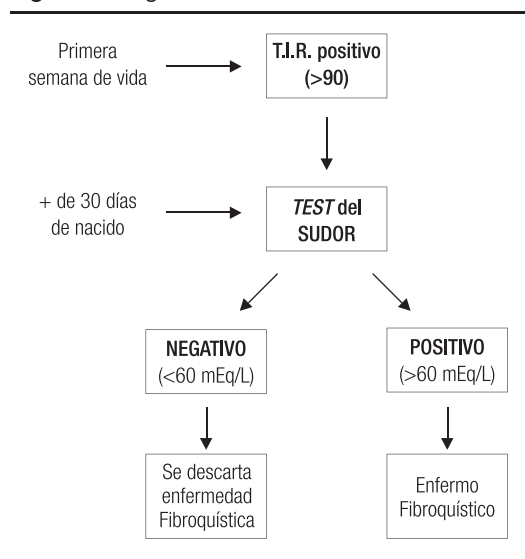 Primera
semana de vida
T.I.R. positivo
(>90)
+ de 30 días
de nacido
TEST del
SUDOR
NEGATIVO
(<60 mEq/L)
POSITIVO
(>60 mEq/L)
Se descarta
enfermedad
Fibroquística
Enfermo
Fibroquístico